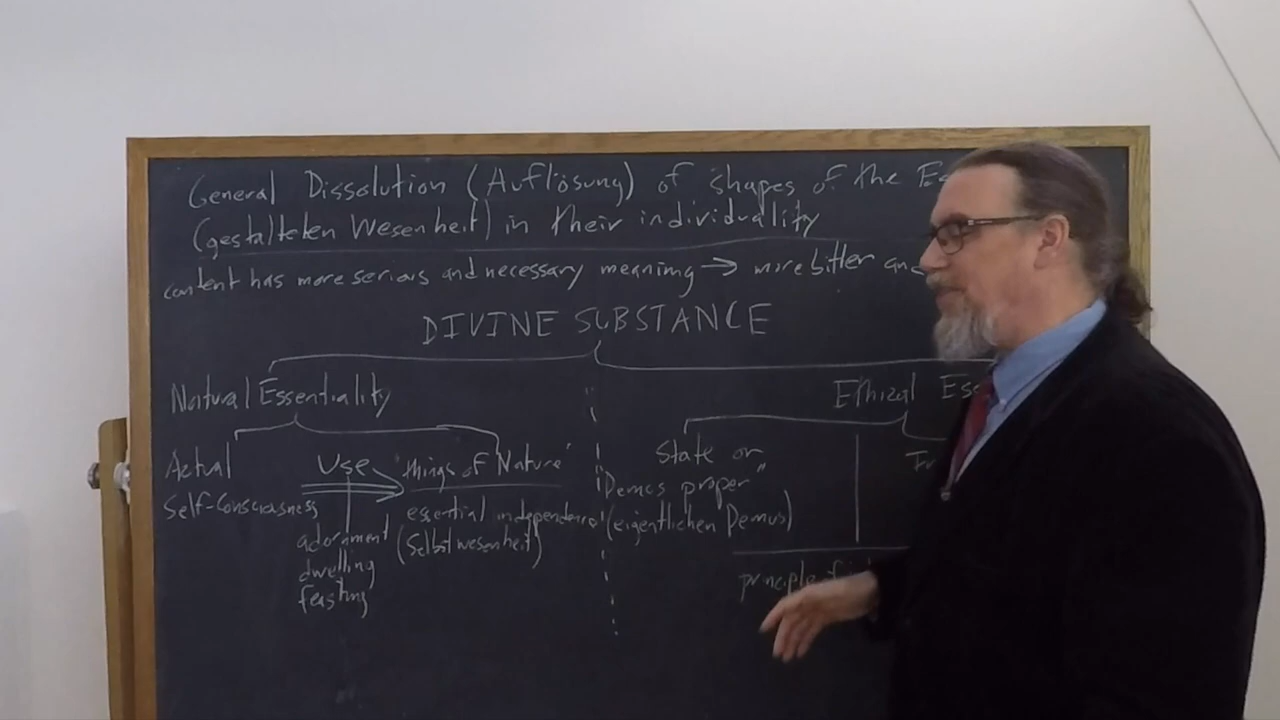 General Dissolution (Auflösung) of shapes of the
(gestalteten Wesenheit) in their individuality
content has more serious and necessary meaning → more bitter
DIVINE SUBSTANCE
Natural Essentiality
Ethical
Actual
Self-Consciousness
Use
adornment
dwelling
feasting
"things of Nature"
essential independence
(Selbstwesenheit)
State or
Demos proper"
(eigentlichen Demos)
principle of